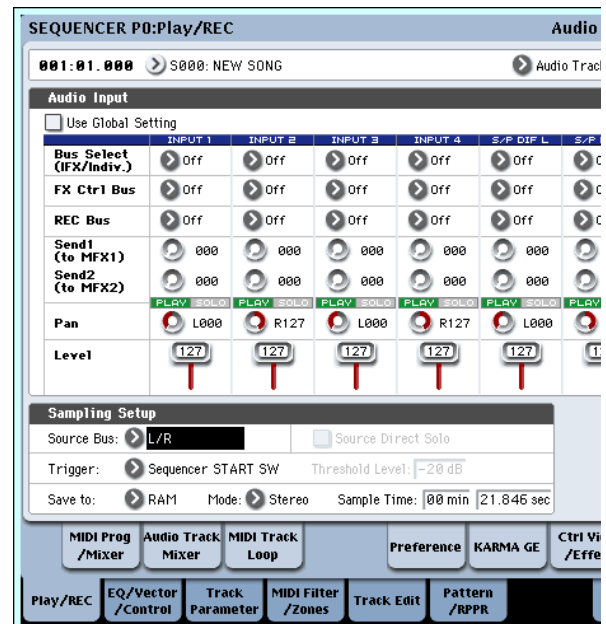 SEQUENCER P0:Play/REC Audio
001:01.000 S000: NEW SONG Audio Track
Audio Input
Use Global Setting
INPUT 1 INPUT 2 INPUT 3 INPUT 4 S/P DIF L S/P
Bus Select (IFX/Indiv.) Off Off Off Off Off
FX Ctrl Bus Off Off Off Off Off
REC Bus Off Off Off Off Off
Send1 (to MFX1) 000 000 000 000 000
Send2 (to MFX2) 000 000 000 000 000
PLAY SOLO PLAY SOLO PLAY SOLO PLAY SOLO PLAY SOLO PLAY
Pan L000 R127 L000 R127 L000
Level 127 127 127 127 127
Sampling Setup
Source Bus: L/R Source Direct Solo
Trigger: Sequencer START SW Threshold Level: -20 dB
Save to: RAM Mode: Stereo Sample Time: 00 min 21.846 sec
MIDI Prog /Mixer Audio Track Mixer MIDI Track Loop Preference KARMA GE Ctrl Vi /Effe
Play/REC EQ/Vector /Control Track Parameter MIDI Filter /Zones Track Edit Pattern /RPPR